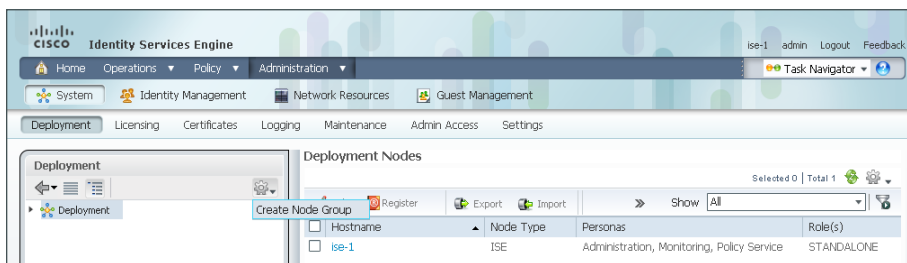 CISCO Identity Services Engine
ise-1 admin Logout Feedback
Home Operations Policy Administration
Task Navigator
System Identity Management Network Resources Guest Management
Deployment Licensing Certificates Logging Maintenance Admin Access Settings
Deployment
Deployment
Create Node Group
Deployment Nodes
Selected 0 | Total 1
Register Export Import » Show All
Hostname Node Type Personas Role(s)
ise-1 ISE Administration, Monitoring, Policy Service STANDALONE